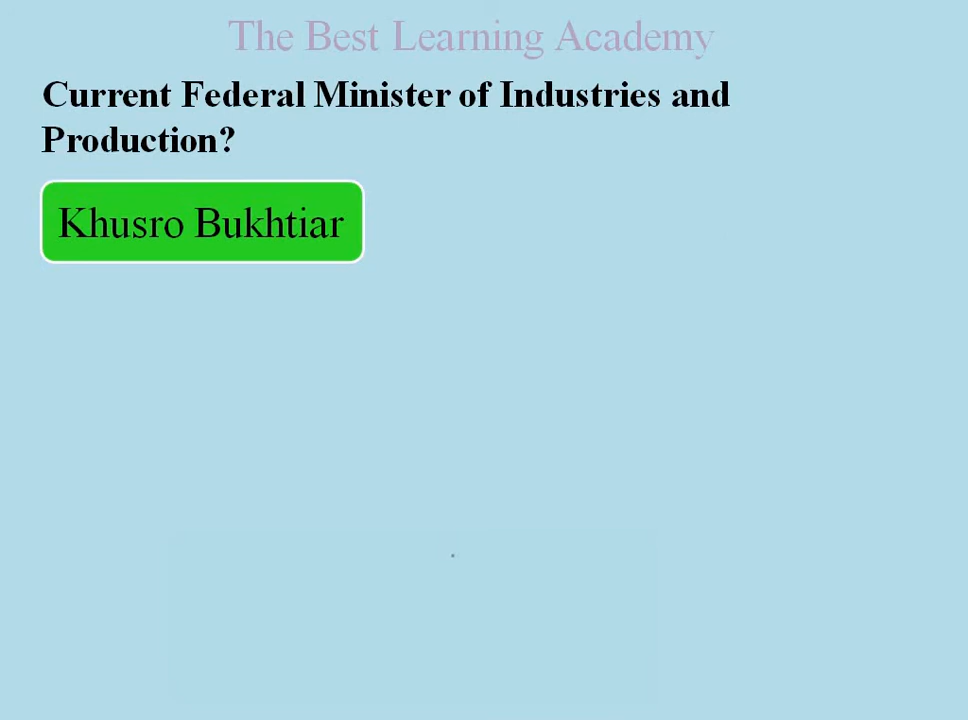 The Best Learning Academy
Current Federal Minister of Industries and
Production?
Khusro Bukhtiar